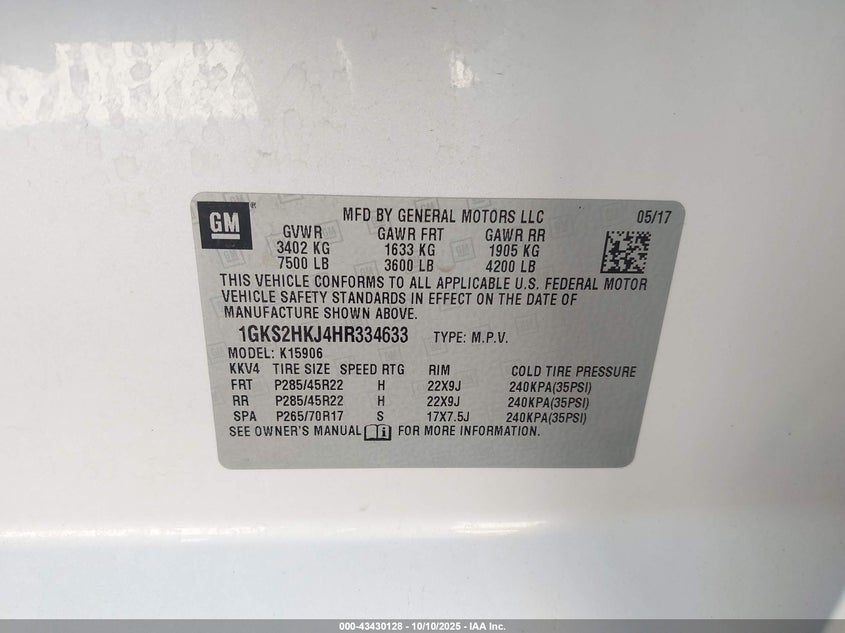 GM® MFD BY GENERAL MOTORS LLC 05/17
GVWR GAWR FRT GAWR RR
3402 KG 1633 KG 1905 KG
7500 LB 3600 LB 4200 LB
THIS VEHICLE CONFORMS TO ALL APPLICABLE U.S. FEDERAL MOTOR
VEHICLE SAFETY STANDARDS IN EFFECT ON THE DATE OF
MANUFACTURE SHOWN ABOVE.
1GKS2HKJ4HR334633 TYPE: M.P.V.
MODEL: K15906
KKV4 TIRE SIZE SPEED RTG RIM COLD TIRE PRESSURE
FRT P285/45R22 H 22X9J 240KPA(35PSI)
RR P285/45R22 H 22X9J 240KPA(35PSI)
SPA P265/70R17 S 17X7.5J 240KPA(35PSI)
SEE OWNER'S MANUAL FOR MORE INFORMATION.
000-43430128 - 10/10/2025 - IAA Inc.